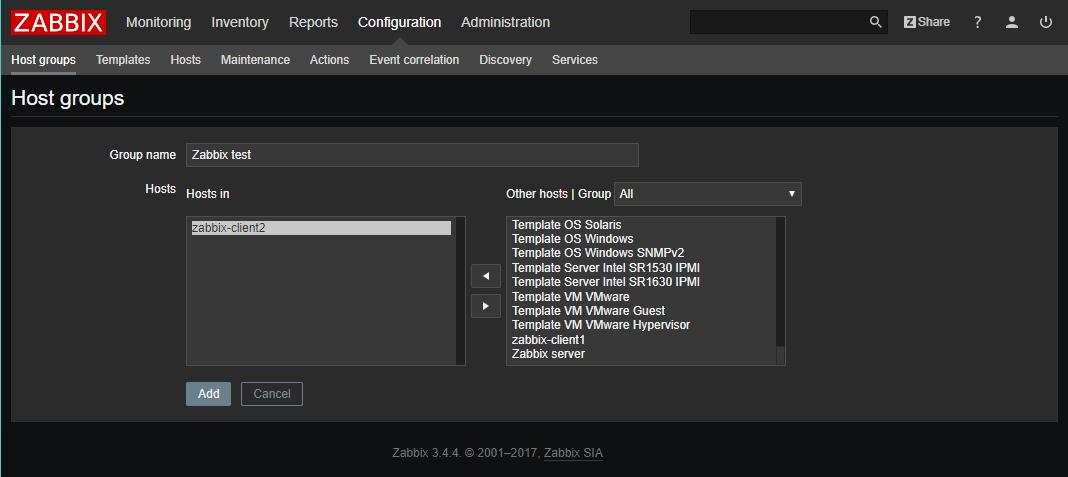 ZABBIX Monitoring Inventory Reports Configuration Administration Z Share ?
Host groups Templates Hosts Maintenance Actions Event correlation Discovery Services
Host groups
Group name Zabbix test
Hosts Hosts in Other hosts | Group All
zabbix-client2
Template OS Solaris
Template OS Windows
Template OS Windows SNMPv2
Template Server Intel SR1530 IPMI
Template Server Intel SR1630 IPMI
Template VM VMware
Template VM VMware Guest
Template VM VMware Hypervisor
zabbix-client1
Zabbix server
Add Cancel
Zabbix 3.4.4. © 2001–2017, Zabbix SIA